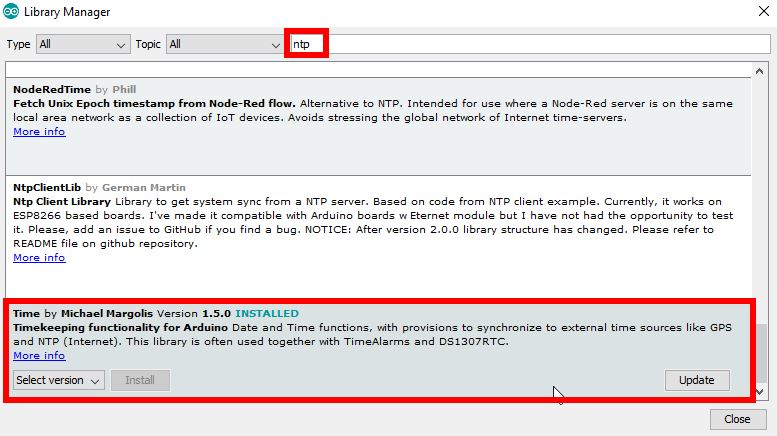 Library Manager
Type All Topic All ntp
NodeRedTime by Phill
Fetch Unix Epoch timestamp from Node-Red flow. Alternative to NTP. Intended for use where a Node-Red server is on the same
local area network as a collection of IoT devices. Avoids stressing the global network of Internet time-servers.
More info
NtpClientLib by German Martin
Ntp Client Library Library to get system sync from a NTP server. Based on code from NTP client example. Currently, it works on
ESP8266 based boards. I've made it compatible with Arduino boards w Eternet module but I have not had the opportunity to test
it. Please, add an issue to GitHub if you find a bug. NOTICE: After version 2.0.0 library structure has changed. Please refer to
README file on github repository.
More info
Time by Michael Margolis Version 1.5.0 INSTALLED
Timekeeping functionality for Arduino Date and Time functions, with provisions to synchronize to external time sources like GPS
and NTP (Internet). This library is often used together with TimeAlarms and DS1307RTC.
More info
Select version Install Update
Close